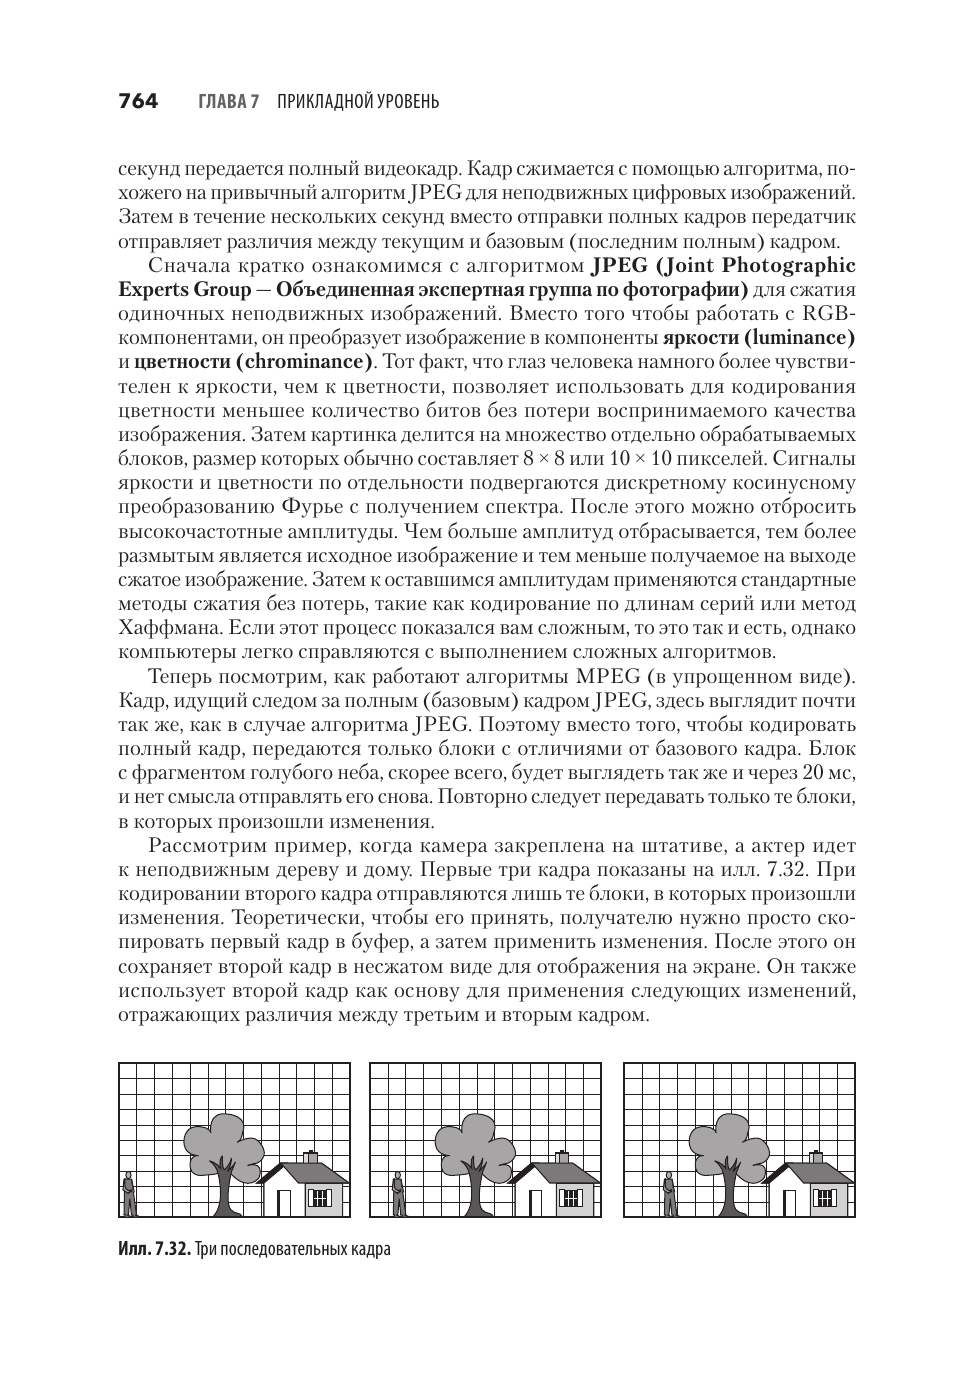 764 ГЛАВА 7 ПРИКЛАДНОЙ УРОВЕНЬ
секунд передается полный видеокадр. Кадр сжимается с помощью алгоритма, по-
хожего на привычный алгоритм JPEG для неподвижных цифровых изображений.
Затем в течение нескольких секунд вместо отправки полных кадров передатчик
отправляет различия между текущим и базовым (последним полным) кадром.
Сначала кратко ознакомимся с алгоритмом JPEG (Joint Photographic
Experts Group — Объединенная экспертная группа по фотографии) для сжатия
одиночных неподвижных изображений. Вместо того чтобы работать с RGB-
компонентами, он преобразует изображение в компоненты яркости (luminance)
и цветности (chrominance). Тот факт, что глаз человека намного более чувстви-
телен к яркости, чем к цветности, позволяет использовать для кодирования
цветности меньшее количество битов без потери воспринимаемого качества
изображения. Затем картинка делится на множество отдельно обрабатываемых
блоков, размер которых обычно составляет 8 × 8 или 10 × 10 пикселей. Сигналы
яркости и цветности по отдельности подвергаются дискретному косинусному
преобразованию Фурье с получением спектра. После этого можно отбросить
высокочастотные амплитуды. Чем больше амплитуд отбрасывается, тем более
размытым является исходное изображение и тем меньше получаемое на выходе
сжатое изображение. Затем к оставшимся амплитудам применяются стандартные
методы сжатия без потерь, такие как кодирование по длинам серий или метод
Хаффмана. Если этот процесс показался вам сложным, то это так и есть, однако
компьютеры легко справляются с выполнением сложных алгоритмов.
Теперь посмотрим, как работают алгоритмы MPEG (в упрощенном виде).
Кадр, идущий следом за полным (базовым) кадром JPEG, здесь выглядит почти
так же, как в случае алгоритма JPEG. Поэтому вместо того, чтобы кодировать
полный кадр, передаются только блоки с отличиями от базового кадра. Блок
с фрагментом голубого неба, скорее всего, будет выглядеть так же и через 20 мс,
и нет смысла отправлять его снова. Повторно следует передавать только те блоки,
в которых произошли изменения.
Рассмотрим пример, когда камера закреплена на штативе, а актер идет
к неподвижным дереву и дому. Первые три кадра показаны на илл. 7.32. При
кодировании второго кадра отправляются лишь те блоки, в которых произошли
изменения. Теоретически, чтобы его принять, получателю нужно просто ско-
пировать первый кадр в буфер, а затем применить изменения. После этого он
сохраняет второй кадр в несжатом виде для отображения на экране. Он также
использует второй кадр как основу для применения следующих изменений,
отражающих различия между третьим и вторым кадром.
Илл. 7.32. Три последовательных кадра